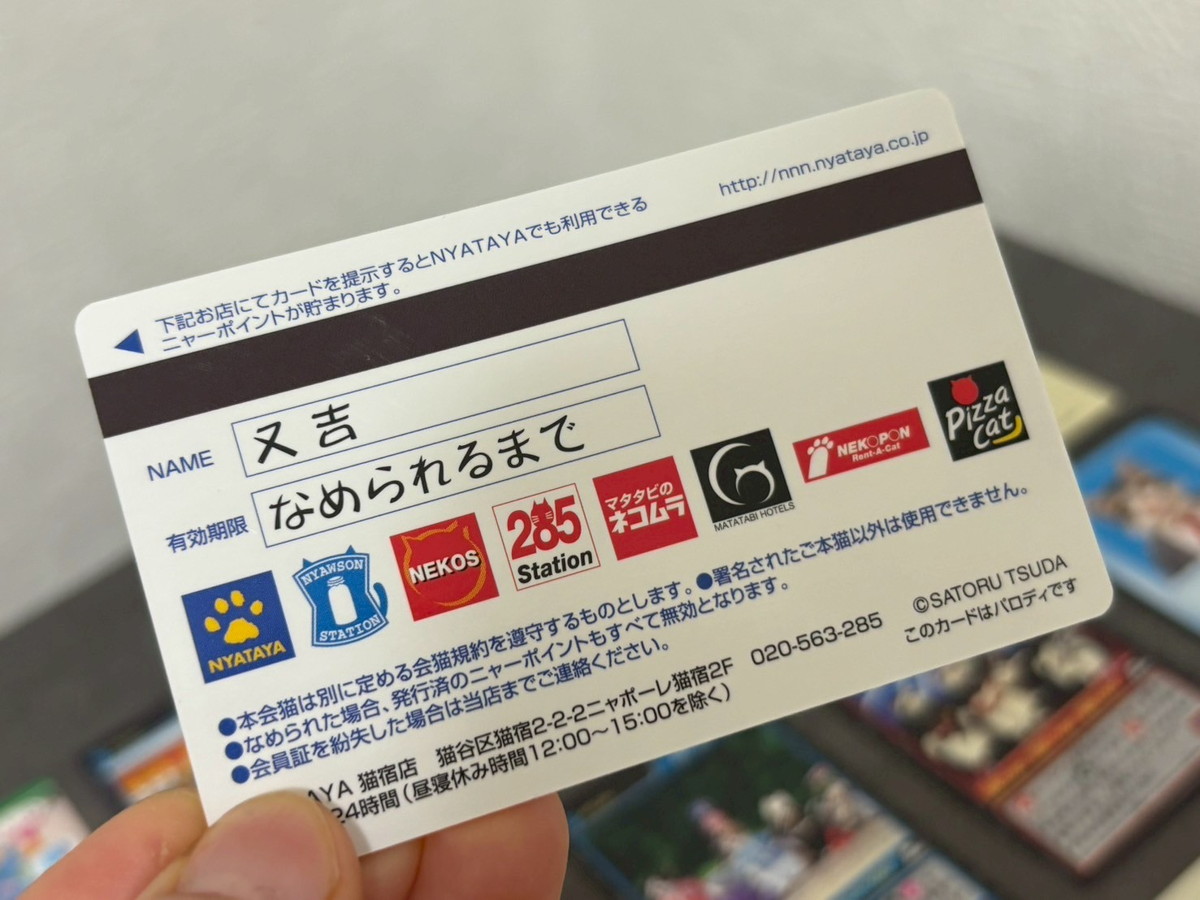 http://nnn.nyataya.co.jp
下記お店にてカードを提示するとNYATAYAでも利用できる
ニャーポイントが貯まります。
NAME 又吉
有効期限 なめられるまで
NYATAYA
NYAWSON
STATION
NEKOS
285
Station
マタタビの
ネコムラ
MATATABI HOTELS
NEKOPON
Rent-A-Cat
Pizza
Cat
●本会猫は別に定める会猫規約を遵守するものとします。●署名されたご本猫以外は使用できません。
●なめられた場合、発行済のニャーポイントもすべて無効となります。
●会員証を紛失した場合は当店までご連絡ください。
AYA 猫宿店 猫谷区猫宿2-2-2ニャボーレ猫宿2F 020-563-285
24時間(昼寝休み時間12:00〜15:00を除く)
©SATORU TSUDA
このカードはパロディです